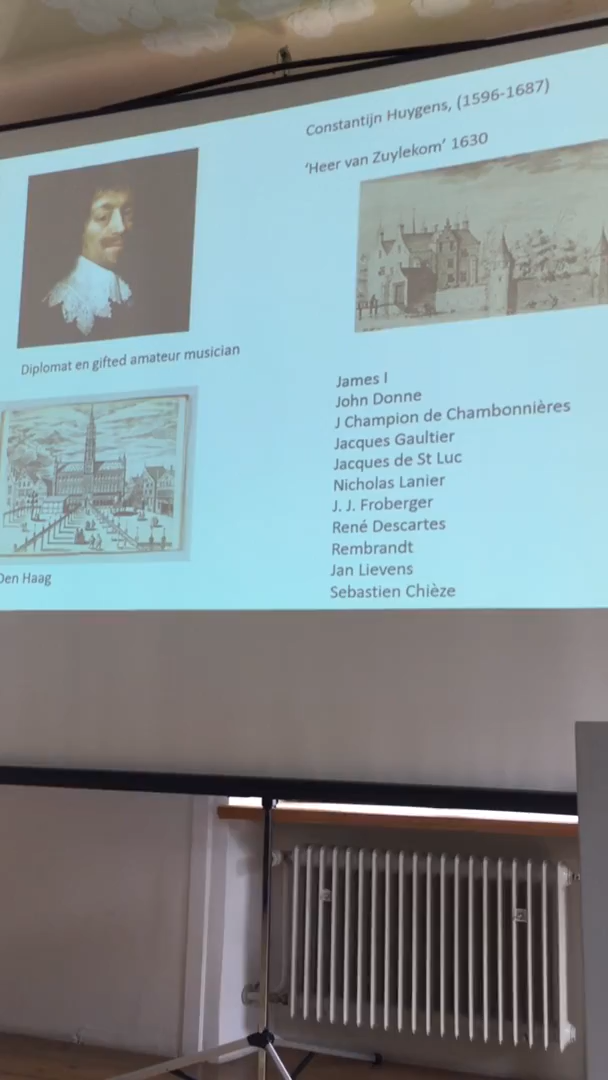 Constantijn Huygens, (1596-1687)
‘Heer van Zuylekom’ 1630
Diplomat en gifted amateur musician
James I
John Donne
J Champion de Chambonnières
Jacques Gaultier
Jacques de St Luc
Nicholas Lanier
J. J. Froberger
René Descartes
Rembrandt
Jan Lievens
Sebastien Chièze
Den Haag